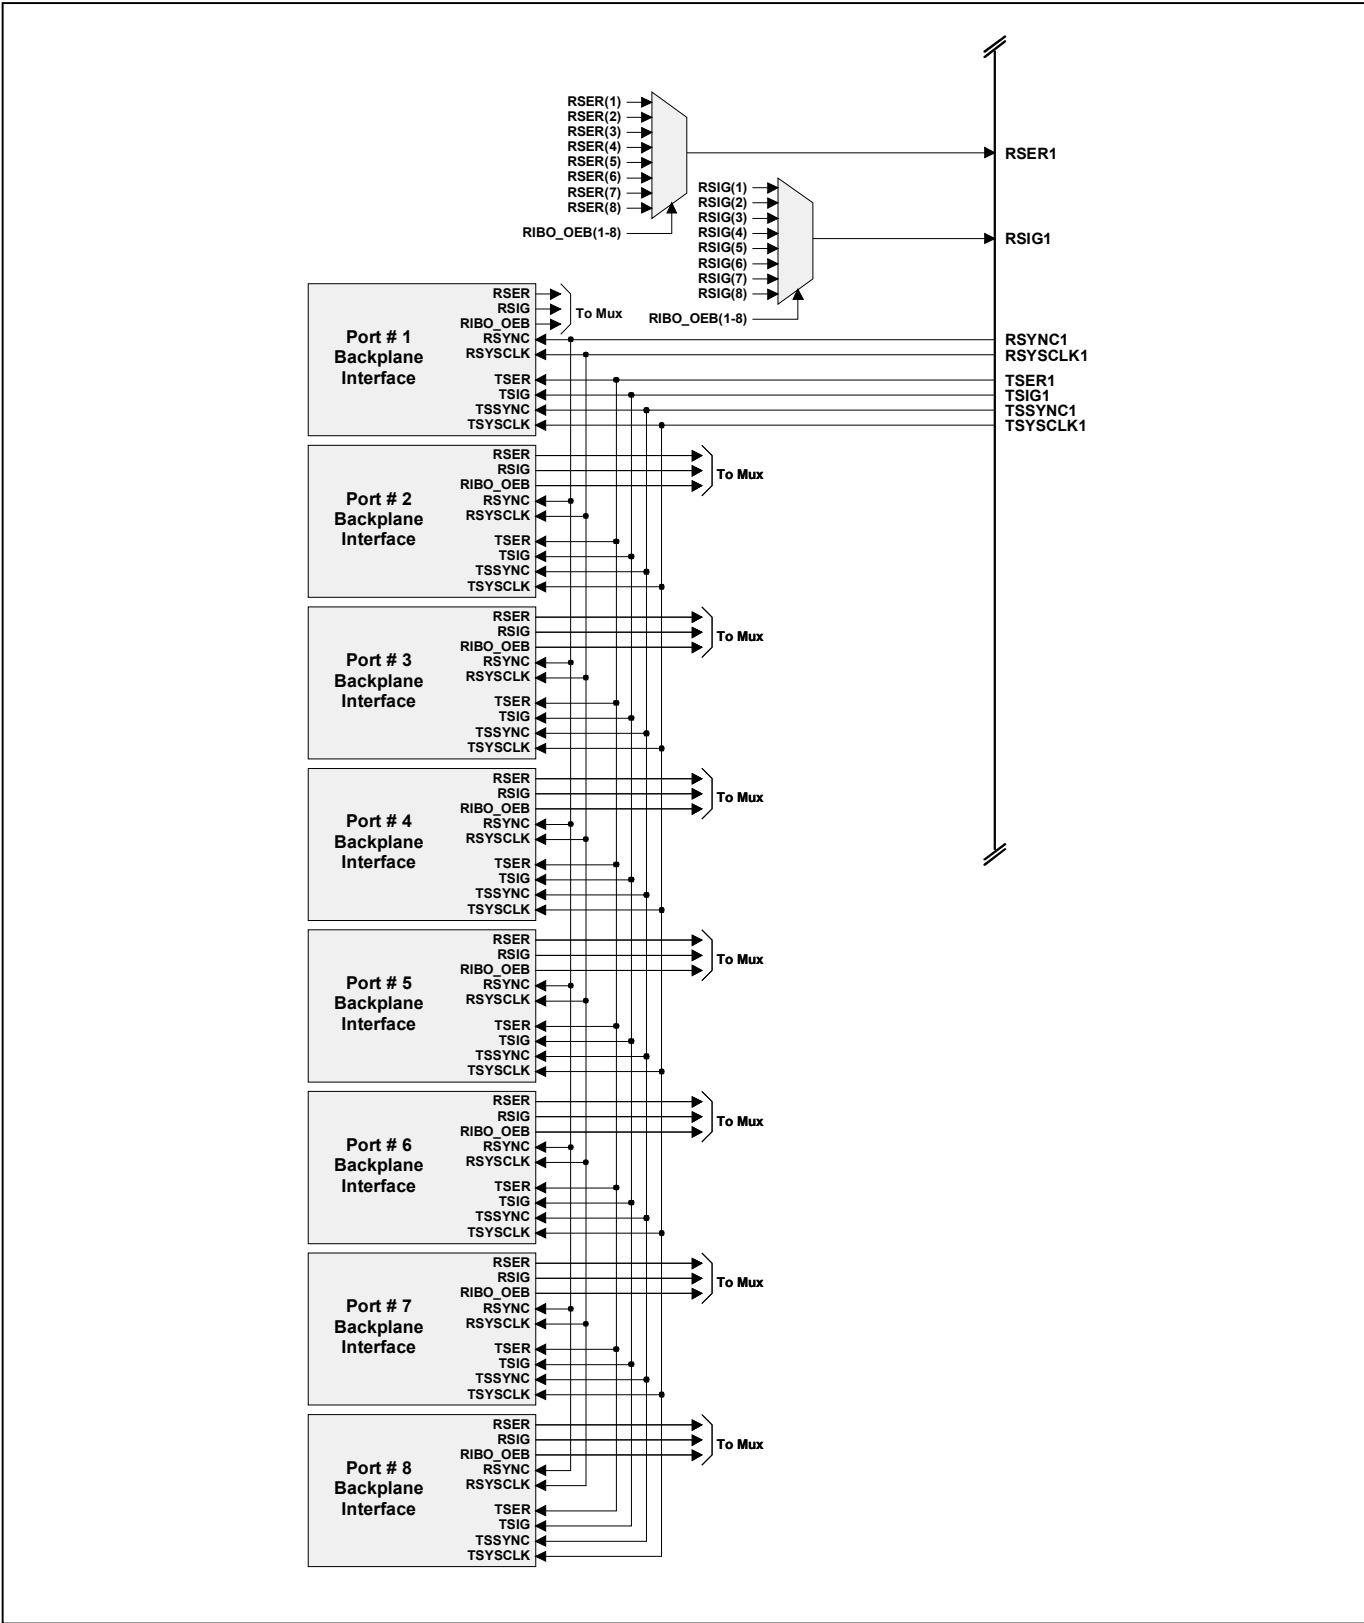 RSER(1)
RSER(2)
RSER(3)
RSER(4)
RSER(5)
RSER(6)
RSER(7)
RSER(8)
RIBO_OEB(1-8)
RSER1
RSIG(1)
RSIG(2)
RSIG(3)
RSIG(4)
RSIG(5)
RSIG(6)
RSIG(7)
RSIG(8)
RIBO_OEB(1-8)
RSIG1
Port # 1
Backplane
Interface
RSER
RSIG
RIBO_OEB
RSYNC
RSYSCLK
TSER
TSIG
TSSYNC
TSYSCLK
To Mux
RSYNC1
RSYSCLK1
TSER1
TSIG1
TSSYNC1
TSYSCLK1
Port # 2
Backplane
Interface
RSER
RSIG
RIBO_OEB
RSYNC
RSYSCLK
TSER
TSIG
TSSYNC
TSYSCLK
To Mux
Port # 3
Backplane
Interface
RSER
RSIG
RIBO_OEB
RSYNC
RSYSCLK
TSER
TSIG
TSSYNC
TSYSCLK
To Mux
Port # 4
Backplane
Interface
RSER
RSIG
RIBO_OEB
RSYNC
RSYSCLK
TSER
TSIG
TSSYNC
TSYSCLK
To Mux
Port # 5
Backplane
Interface
RSER
RSIG
RIBO_OEB
RSYNC
RSYSCLK
TSER
TSIG
TSSYNC
TSYSCLK
To Mux
Port # 6
Backplane
Interface
RSER
RSIG
RIBO_OEB
RSYNC
RSYSCLK
TSER
TSIG
TSSYNC
TSYSCLK
To Mux
Port # 7
Backplane
Interface
RSER
RSIG
RIBO_OEB
RSYNC
RSYSCLK
TSER
TSIG
TSSYNC
TSYSCLK
To Mux
Port # 8
Backplane
Interface
RSER
RSIG
RIBO_OEB
RSYNC
RSYSCLK
TSER
TSIG
TSSYNC
TSYSCLK
To Mux